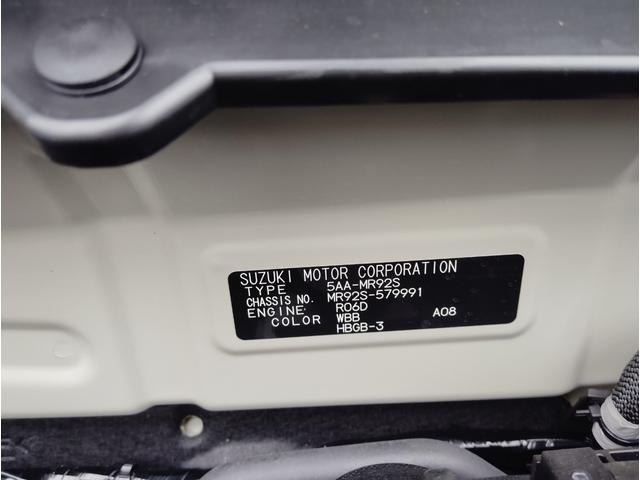 SUZUKI MOTOR CORPORATION
TYPE 5AA-MR92S
CHASSIS NO. MR92S-579991
ENGINE R06D
COLOR WBB A08
HBGB-3